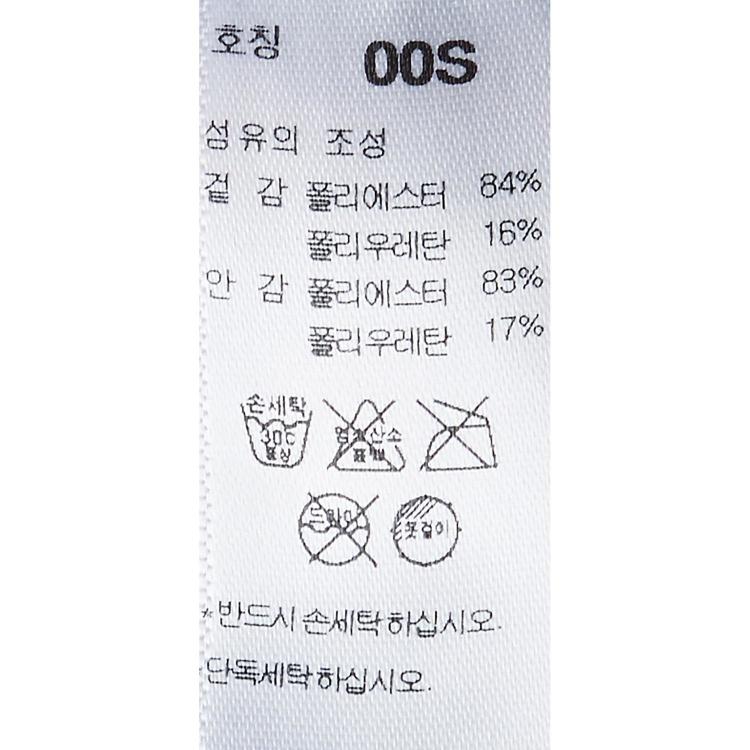 호칭 00S
섬유의 조성
겉 감 폴리에스터 84%
폴리우레탄 16%
안 감 폴리에스터 83%
폴리우레탄 17%
손세탁
30℃
중성
염소산소
표백
드라이
옷걸이
*반드시손세탁하십시오.
단독세탁하십시오.